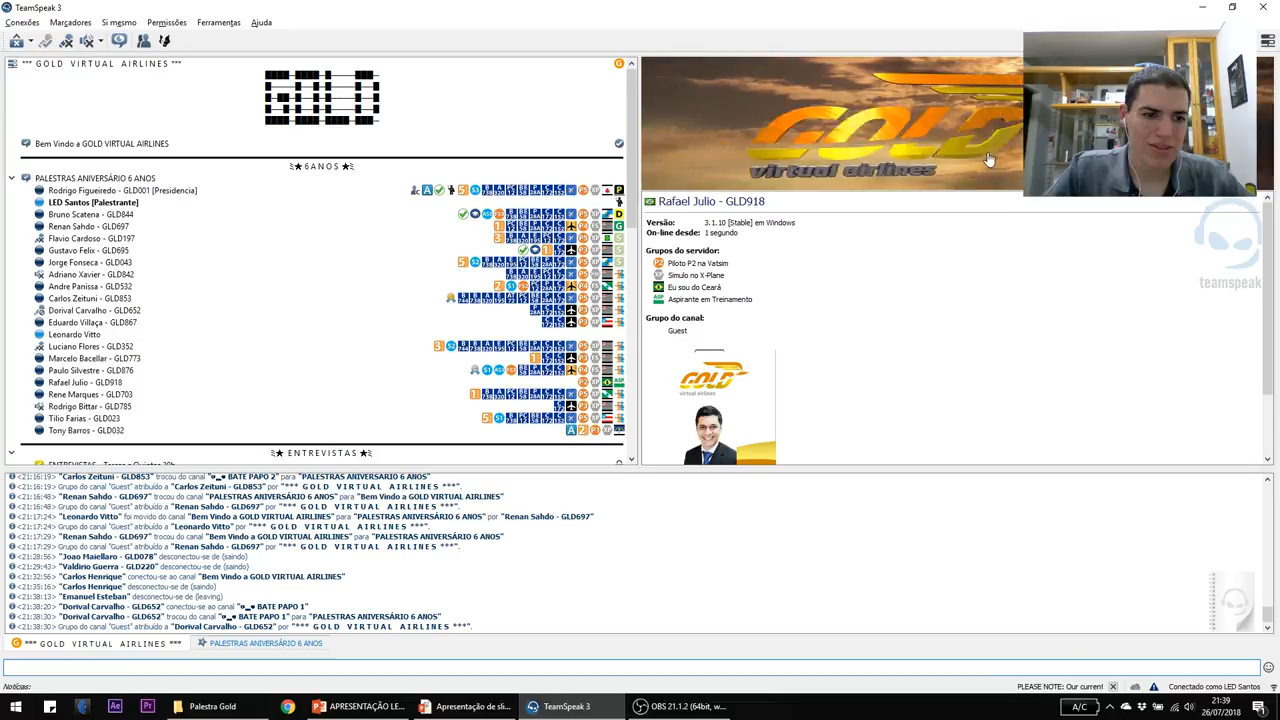 TeamSpeak 3
Conexões Marcadores Si mesmo Permissões Ferramentas Ajuda
*** GOLD VIRTUAL AIRLINES ***
Bem Vindo a GOLD VIRTUAL AIRLINES
6 ANOS
PALESTRAS ANIVERSÁRIO 6 ANOS
Rodrigo Figueiredo - GLD001 [Presidencia]
LED Santos [Palestrante]
Bruno Scatena - GLD844
Renan Sahdo - GLD697
Flavio Cardoso - GLD197
Gustavo Felix - GLD695
Jorge Fonseca - GLD043
Adriano Xavier - GLD842
Andre Panissa - GLD532
Carlos Zeituni - GLD853
Dorival Carvalho - GLD652
Eduardo Villaça - GLD867
Leonardo Vitto
Luciano Flores - GLD352
Marcelo Bacellar - GLD773
Paulo Silvestre - GLD876
Rafael Julio - GLD918
Rene Marques - GLD703
Rodrigo Bittar - GLD785
Tilio Farias - GLD023
Tony Barros - GLD032
ENTREVISTAS
GOLD
virtual airlines
Rafael Julio - GLD918
Versão: 3.1.10 [Stable] em Windows
On-line desde: 1 segundo
Grupos do servidor:
P2 Piloto P2 na Vatsim
XP Simulo no X-Plane
Eu sou do Ceará
ASP Aspirante em Treinamento
Grupo do canal:
Guest
GOLD
virtual airlines
teamspeak
<21:16:19> "Carlos Zeituni - GLD853" trocou do canal "BATE PAPO 2" para "PALESTRAS ANIVERSÁRIO 6 ANOS"
<21:16:19> Grupo do canal "Guest" atribuído a "Carlos Zeituni - GLD853" por "*** GOLD VIRTUAL AIRLINES ***".
<21:16:48> "Renan Sahdo - GLD697" trocou do canal "PALESTRAS ANIVERSÁRIO 6 ANOS" para "Bem Vindo a GOLD VIRTUAL AIRLINES"
<21:16:48> Grupo do canal "Guest" atribuído a "Renan Sahdo - GLD697" por "*** GOLD VIRTUAL AIRLINES ***".
<21:17:24> "Leonardo Vitto" foi movido do canal "Bem Vindo a GOLD VIRTUAL AIRLINES" para "PALESTRAS ANIVERSÁRIO 6 ANOS" por "Renan Sahdo - GLD697"
<21:17:24> Grupo do canal "Guest" atribuído a "Leonardo Vitto" por "*** GOLD VIRTUAL AIRLINES ***".
<21:17:29> "Renan Sahdo - GLD697" trocou do canal "Bem Vindo a GOLD VIRTUAL AIRLINES" para "PALESTRAS ANIVERSÁRIO 6 ANOS"
<21:17:29> Grupo do canal "Guest" atribuído a "Renan Sahdo - GLD697" por "*** GOLD VIRTUAL AIRLINES ***".
<21:28:56> "Joao Maiellaro - GLD078" desconectou-se de (saindo)
<21:29:43> "Valdirio Guerra - GLD220" desconectou-se de (saindo)
<21:32:56> "Carlos Henrique" conectou-se ao canal "Bem Vindo a GOLD VIRTUAL AIRLINES"
<21:35:16> "Carlos Henrique" desconectou-se de (saindo)
<21:38:13> "Emanuel Esteban" desconectou-se de (leaving)
<21:38:20> "Dorival Carvalho - GLD652" conectou-se ao canal "BATE PAPO 1"
<21:38:30> "Dorival Carvalho - GLD652" trocou do canal "BATE PAPO 1" para "PALESTRAS ANIVERSÁRIO 6 ANOS"
<21:38:30> Grupo do canal "Guest" atribuído a "Dorival Carvalho - GLD652" por "*** GOLD VIRTUAL AIRLINES ***".
*** GOLD VIRTUAL AIRLINES *** PALESTRAS ANIVERSÁRIO 6 ANOS
Notícias: PLEASE NOTE: Our current Conectado como LED Santos
Palestra Gold APRESENTAÇÃO LE... Apresentação de sli... TeamSpeak 3 OBS 21.1.2 (64bit, w... A/C 21:39
26/07/2018